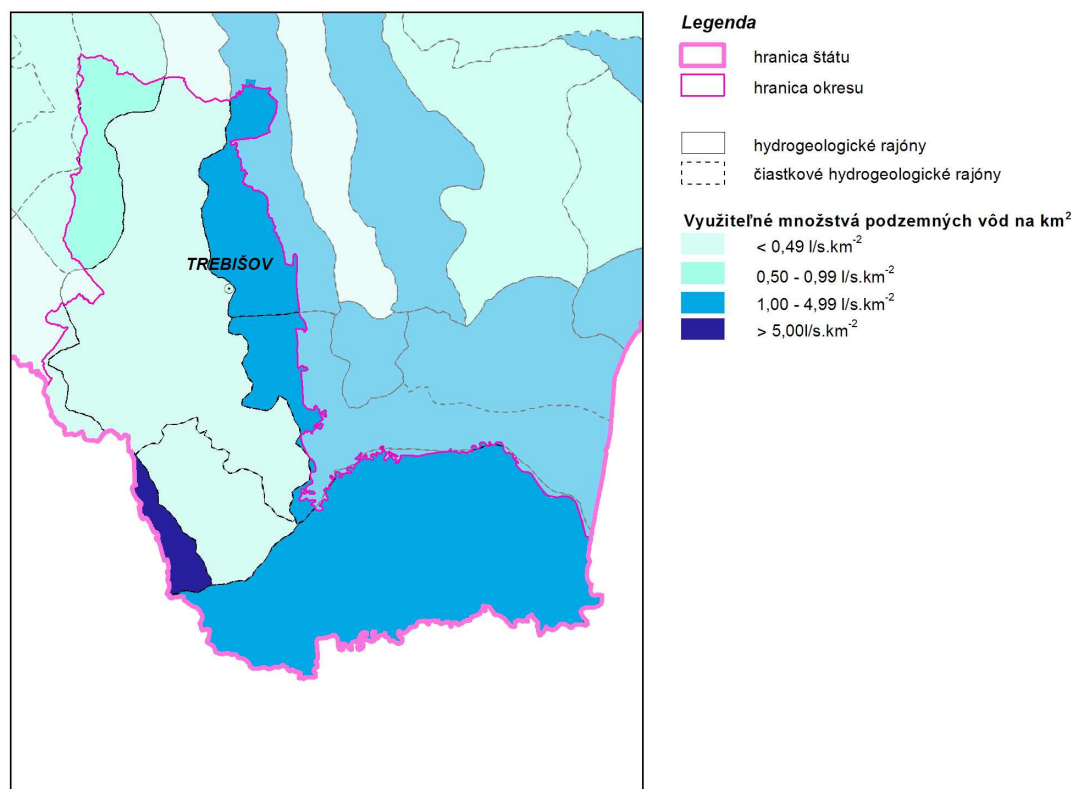 Legenda
hranica štátu
hranica okresu
hydrogeologické rajóny
čiastkové hydrogeologické rajóny
Využiteľné množstvá podzemných vôd na km²
< 0,49 l/s.km⁻²
0,50 - 0,99 l/s.km⁻²
1,00 - 4,99 l/s.km⁻²
> 5,00l/s.km⁻²
TREBIŠOV